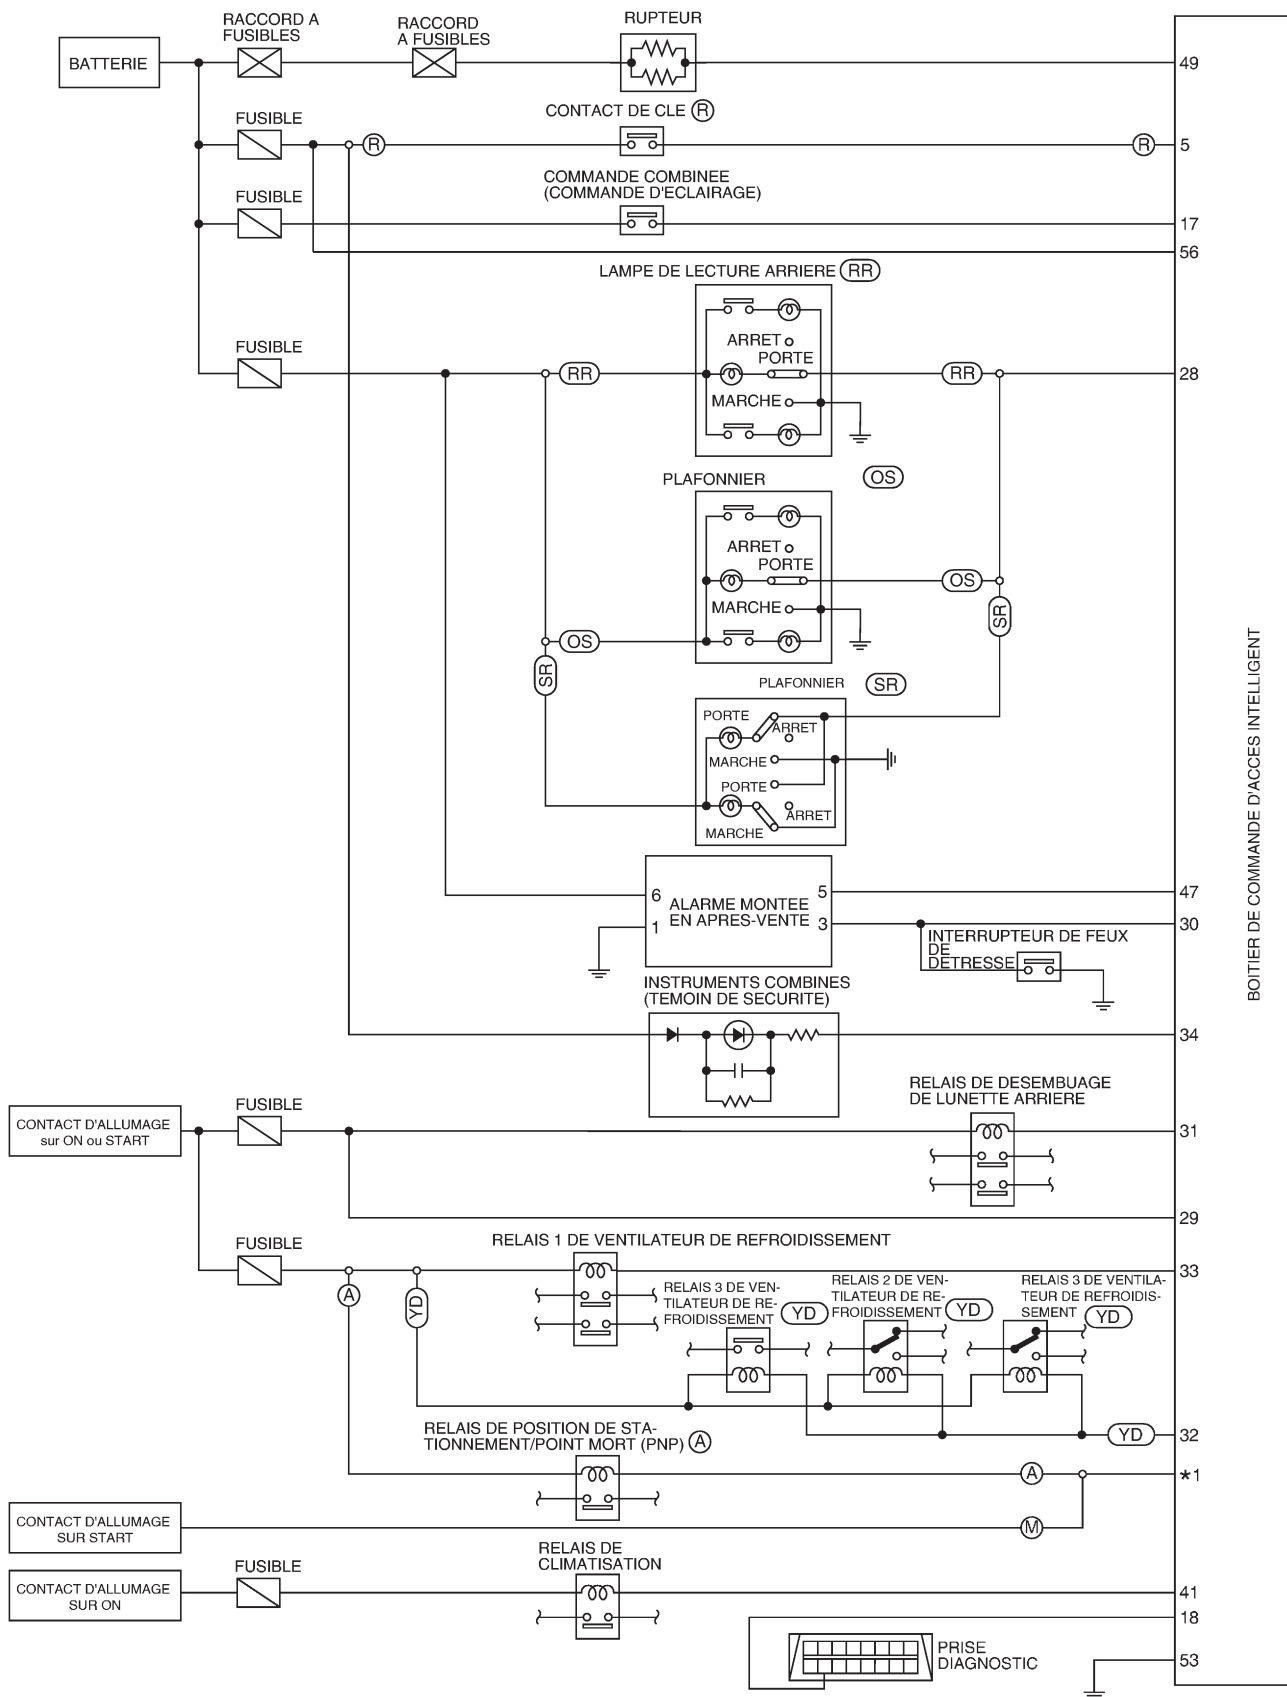 RACCORD A
FUSIBLES
RACCORD
A FUSIBLES
RUPTEUR
BATTERIE
49
FUSIBLE
CONTACT DE CLE R
R
R
5
COMMANDE COMBINEE
(COMMANDE D'ECLAIRAGE)
FUSIBLE
17
56
LAMPE DE LECTURE ARRIERE RR
ARRET
PORTE
MARCHE
FUSIBLE
RR
RR
28
PLAFONNIER
OS
ARRET
PORTE
MARCHE
OS
SR
OS
SR
PLAFONNIER
SR
PORTE
ARRET
MARCHE
PORTE
ARRET
MARCHE
6
5
ALARME MONTEE
EN APRES-VENTE
1
3
47
30
INTERRUPTEUR DE FEUX
DE
DETRESSE
BOITIER DE COMMANDE D'ACCES INTELLIGENT
INSTRUMENTS COMBINES
(TEMOIN DE SECURITE)
34
RELAIS DE DESEMBUAGE
DE LUNETTE ARRIERE
CONTACT D'ALLUMAGE
sur ON ou START
FUSIBLE
31
29
RELAIS 1 DE VENTILATEUR DE REFROIDISSEMENT
FUSIBLE
33
A
YD
RELAIS 3 DE VEN-
TILATEUR DE RE-
FROIDISSEMENT
YD
RELAIS 2 DE VEN-
TILATEUR DE RE-
FROIDISSEMENT
YD
RELAIS 3 DE VENTILA-
TEUR DE REFROIDIS-
SEMENT
YD
RELAIS DE POSITION DE STA-
TIONNEMENT/POINT MORT (PNP) A
YD
32
A
*1
CONTACT D'ALLUMAGE
SUR START
M
RELAIS DE
CLIMATISATION
CONTACT D'ALLUMAGE
SUR ON
FUSIBLE
41
18
PRISE
DIAGNOSTIC
53